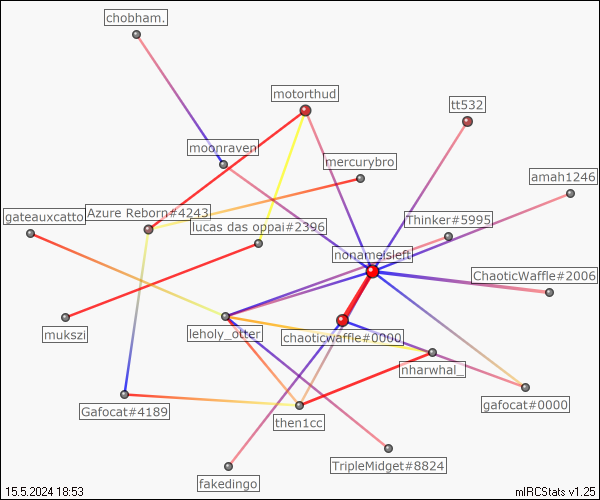 chobham.
motorthud
tt532
moonraven
mercurybro
amah1246
gateauxcatto
Azure Reborn#4243
lucas das oppai#2396
Thinker#5995
nonameisleft
ChaoticWaffle#2006
mukszi
leholy_otter
chaoticwaffle#0000
nharwhal_
Gafocat#4189
then1cc
gafocat#0000
fakedingo
TripleMidget#8824
15.5.2024 18:53
mIRCStats v1.25